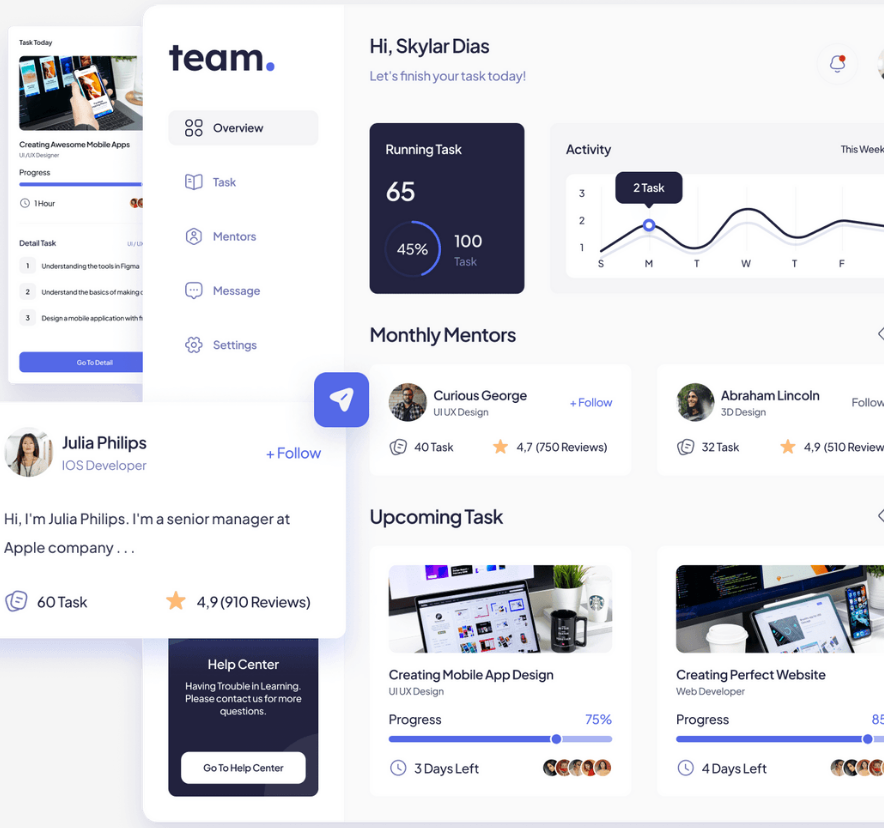 Task Today
Creating Awesome Mobile Apps
UI/UX Designer
Progress
1 Hour
Detail Task
1 Understanding the tools in Figma
2 Understand the basics of making
3 Design a mobile application with
Go To Detail
team.
Overview
Task
Mentors
Message
Settings
Julia Philips
IOS Developer
+ Follow
Hi, I'm Julia Philips. I'm a senior manager at
Apple company . . .
60 Task
4,9 (910 Reviews)
Help Center
Having Trouble in Learning.
Please contact us for more
questions.
Go To Help Center
Hi, Skylar Dias
Let's finish your task today!
Running Task
65
45%
100
Task
Activity
This Week
2 Task
3
2
1
S M T W T F
Monthly Mentors
Curious George
UI UX Design
+ Follow
40 Task
4,7 (750 Reviews)
Abraham Lincoln
3D Design
Follow
32 Task
4,9 (510 Review
Upcoming Task
Creating Mobile App Design
UI UX Design
Progress
75%
3 Days Left
Creating Perfect Website
Web Developer
Progress
85
4 Days Left